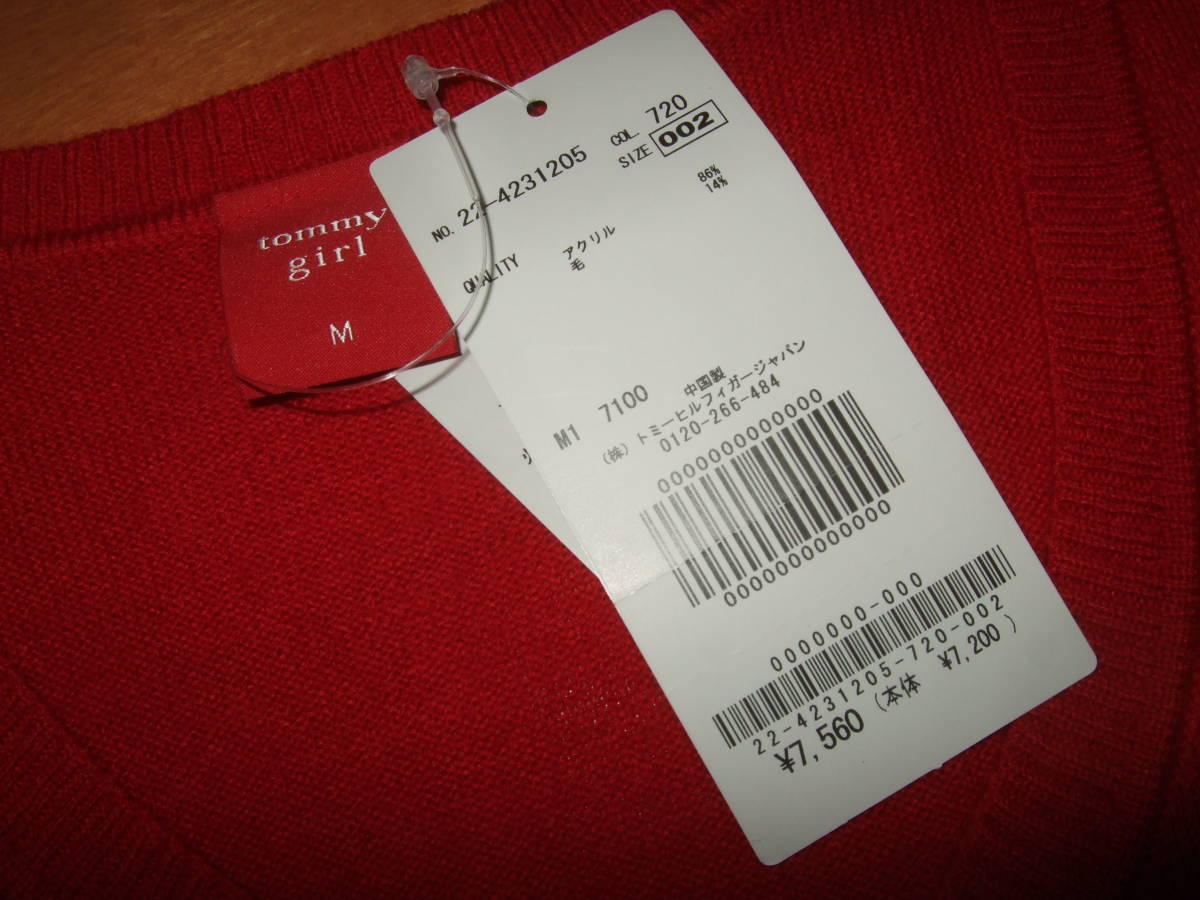 tommy
girl
M
NO. 22-4231205 COL. 720
SIZE 002
QUALITY アクリル 86%
毛 14%
M1 7100 中国製
(株) トミーヒルフィガージャパン
0120-266-484
0000000000000
0000000000000
0000000-000
22-4231205-720-002
¥7,560 (本体 ¥7,200 )